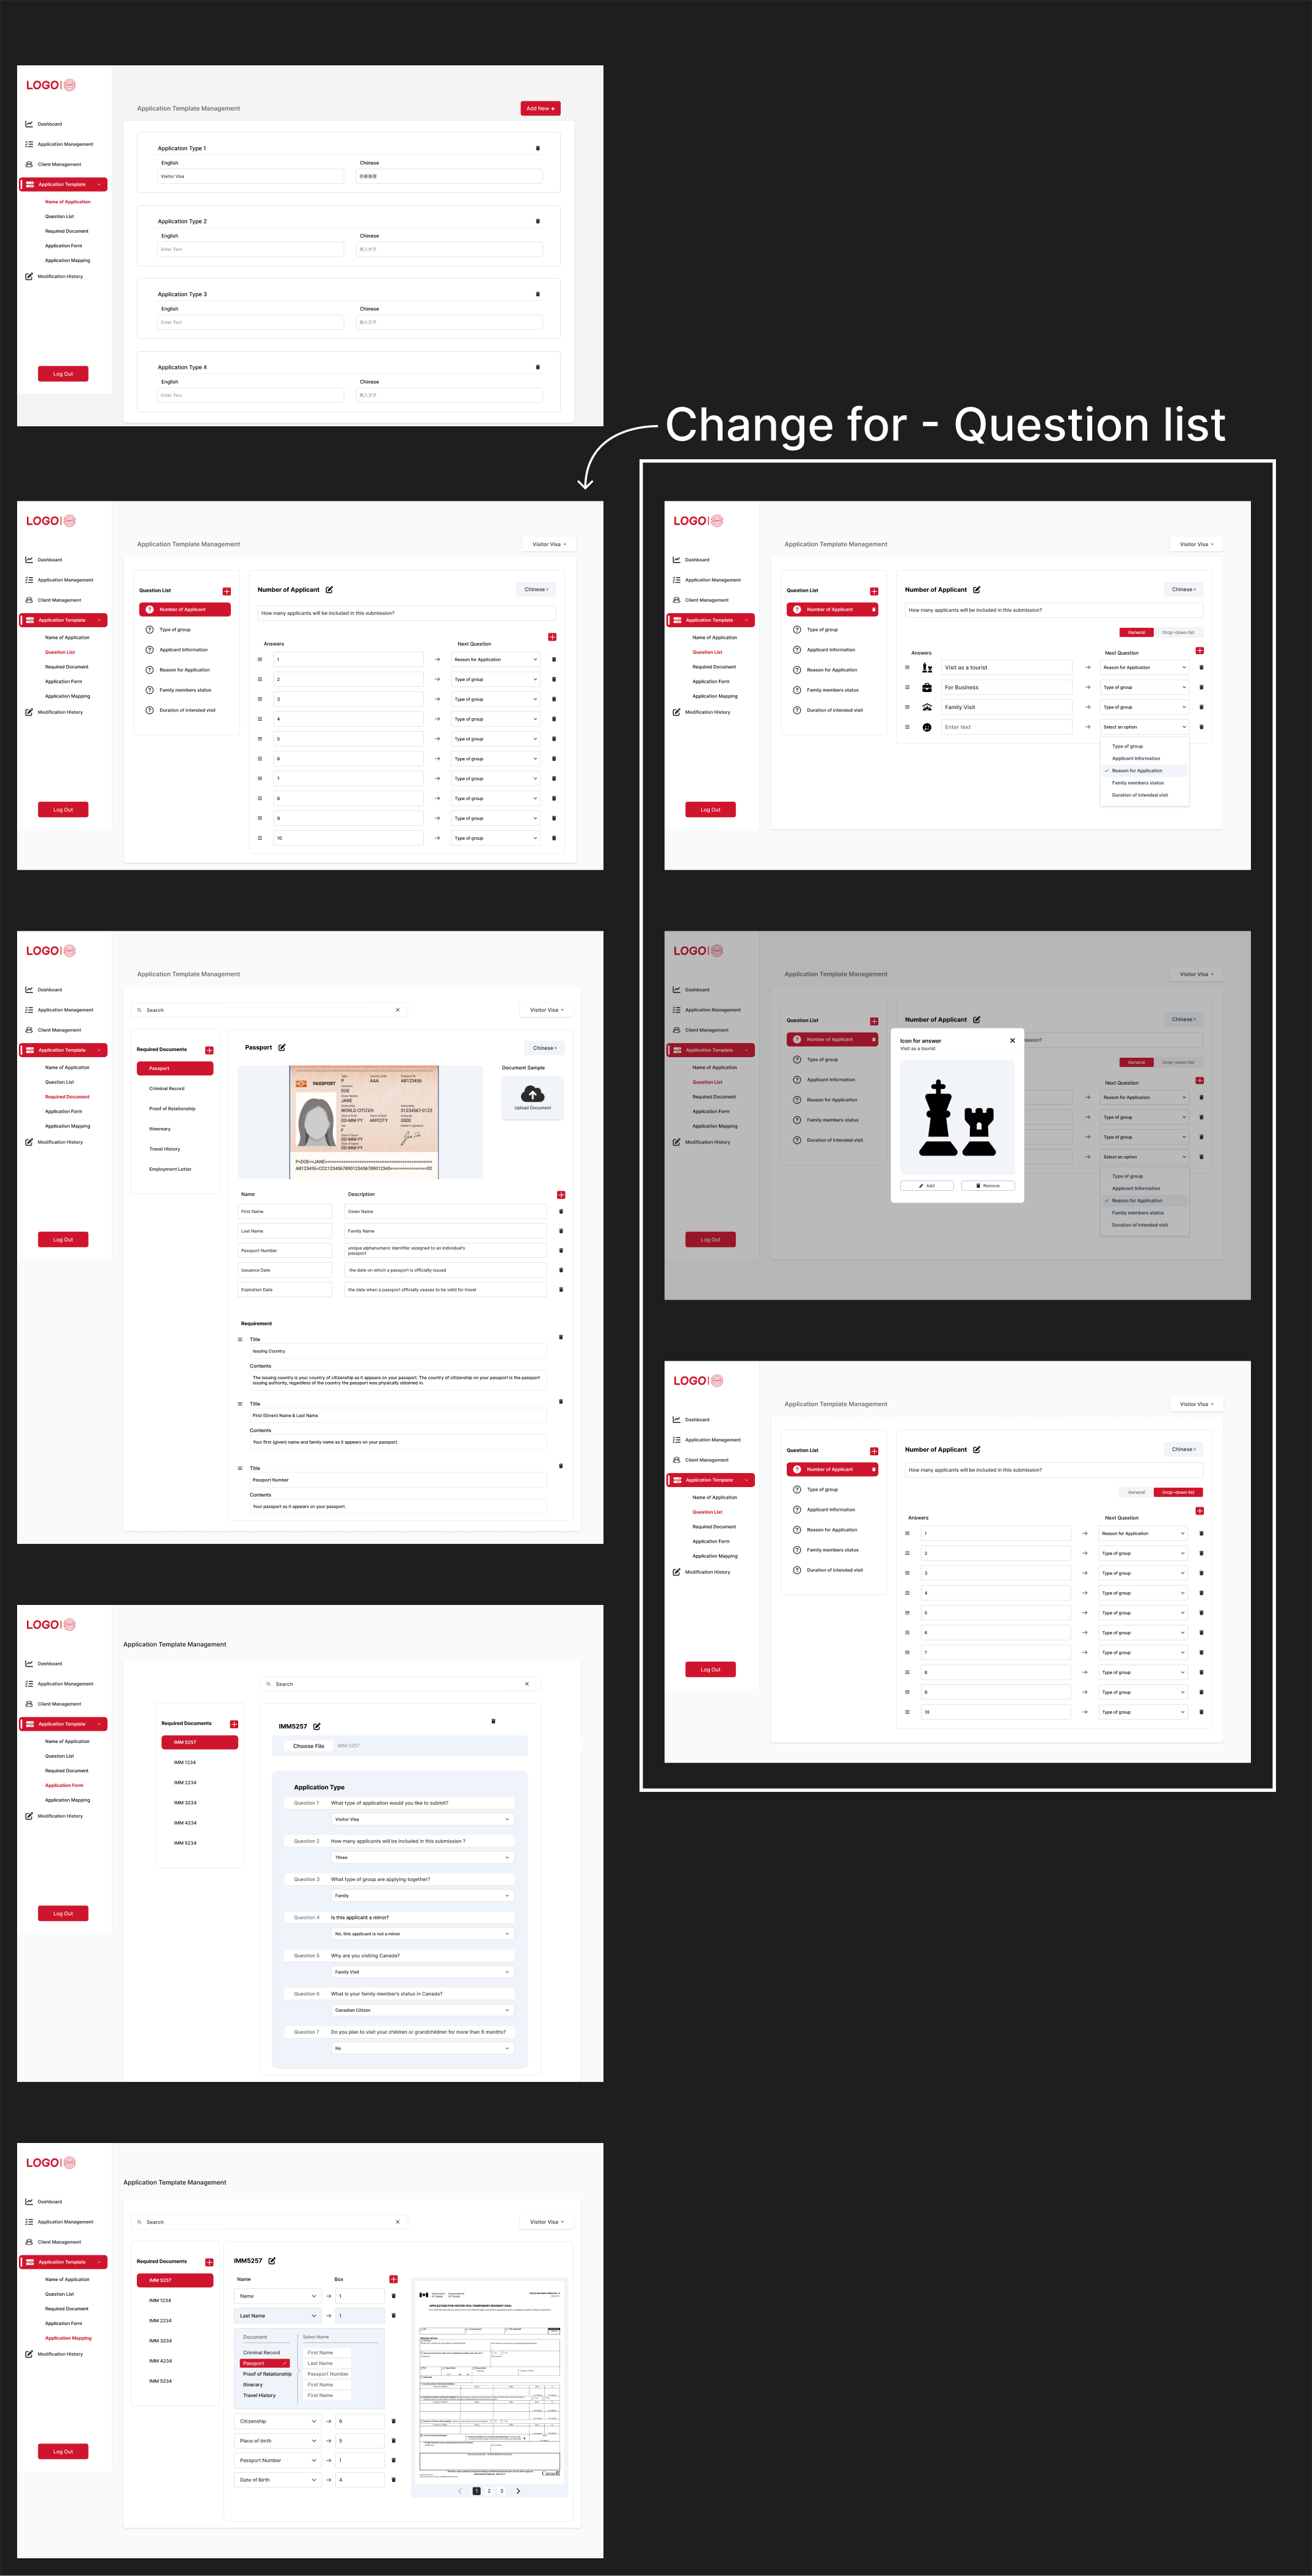 LOGO
Dashboard
Application Management
Client Management
Application Template
Name of Application
Question List
Required Document
Application Form
Application Mapping
Modification History
Log Out
Application Template Management
Add New +
Application Type 1
English Chinese
Visitor Visa
Application Type 2
English Chinese
Enter Text 輸入文字
Application Type 3
English Chinese
Enter Text 輸入文字
Application Type 4
English Chinese
Enter Text 輸入文字
Change for - Question list
LOGO
Dashboard
Application Management
Client Management
Application Template
Name of Application
Question List
Required Document
Application Form
Application Mapping
Modification History
Log Out
Application Template Management
Visitor Visa
Question List
Number of Applicant
Type of group
Applicant Information
Reason for Application
Family members status
Duration of intended visit
Number of Applicant
Chinese ›
How many applicants will be included in this submission?
Answers Next Question
1 → Reason for Application
2 → Type of group
3 → Type of group
4 → Type of group
5 → Type of group
6 → Type of group
7 → Type of group
8 → Type of group
9 → Type of group
10 → Type of group
LOGO
Dashboard
Application Management
Client Management
Application Template
Name of Application
Question List
Required Document
Application Form
Application Mapping
Modification History
Log Out
Application Template Management
Visitor Visa
Question List
Number of Applicant
Type of group
Applicant Information
Reason for Application
Family members status
Duration of intended visit
Number of Applicant
Chinese ›
How many applicants will be included in this submission?
General Drop-down list
Answers Next Question
Visit as a tourist → Reason for Application
For Business → Type of group
Family Visit → Type of group
Enter text → Select an option
Type of group
Applicant Information
Reason for Application
Family members status
Duration of intended visit
LOGO
Dashboard
Application Management
Client Management
Application Template
Name of Application
Question List
Required Document
Application Form
Application Mapping
Modification History
Log Out
Application Template Management
Search
Visitor Visa
Required Documents
Passport
Criminal Record
Proof of Relationship
Itinereary
Travel History
Employment Letter
Passport
Chinese ›
PASSPORT
P AAA AB123456
DOE
JANE
WORLD CITIZEN 01234567-0123
DD-MM-YY ANYCITY
DD-MM-YY
DD-MM-YY
Document Sample
Upload Document
Name Description
First Name Given Name
Last Name Family Name
Passport Number unique alphanumeric identifier assigned to an individual's
passport
Issuance Date the date on which a passport is officially issued
Expiration Date the date when a passport officially ceases to be valid for travel
Requirement
Title
Issuing Country
Contents
The issuing country is your country of citizenship as it appears on your passport. The country of citizenship on your passport is the passport
issuing authority, regardless of the country the passport was physically obtained in.
Title
First (Given) Name & Last Name
Contents
Your first (given) name and family name as it appears on your passport.
Title
Passport Number
Contents
Your passport as it appears on your passport.
LOGO
Dashboard
Application Management
Client Management
Application Template
Name of Application
Question List
Required Document
Application Form
Application Mapping
Modification History
Log Out
Application Template Management
Visitor Visa
Question List
Number of Applicant
Type of group
Applicant Information
Reason for Application
Family members status
Duration of intended visit
Number of Applicant
Chinese ›
General Drop-down list
Next Question
→ Reason for Application
→ Type of group
→ Type of group
→ Select an option
Type of group
Applicant Information
Reason for Application
Family members status
Duration of intended visit
Icon for answer
Visit as a tourist
Add Remove
LOGO
Dashboard
Application Management
Client Management
Application Template
Name of Application
Question List
Required Document
Application Form
Application Mapping
Modification History
Log Out
Application Template Management
Visitor Visa
Question List
Number of Applicant
Type of group
Applicant Information
Reason for Application
Family members status
Duration of intended visit
Number of Applicant
Chinese ›
How many applicants will be included in this submission?
General Drop-down list
Answers Next Question
1 → Reason for Application
2 → Type of group
3 → Type of group
4 → Type of group
5 → Type of group
6 → Type of group
7 → Type of group
8 → Type of group
9 → Type of group
10 → Type of group
LOGO
Dashboard
Application Management
Client Management
Application Template
Name of Application
Question List
Required Document
Application Form
Application Mapping
Modification History
Log Out
Application Template Management
Search
Required Documents
IMM 5257
IMM 1234
IMM 2234
IMM 3234
IMM 4234
IMM 5234
IMM5257
Choose File IMM 5257
Application Type
Question 1 What type of application would you like to submit?
Visitor Visa
Question 2 How many applicants will be included in this submission ?
Three
Question 3 What type of group are applying together?
Family
Question 4 Is this applicant a minor?
No, this applicant is not a minor
Question 5 Why are you visiting Canada?
Family Visit
Question 6 What is your family member's status in Canada?
Canadian Citizen
Question 7 Do you plan to visit your children or grandchildren for more than 6 months?
No
LOGO
Dashboard
Application Management
Client Management
Application Template
Name of Application
Question List
Required Document
Application Form
Application Mapping
Modification History
Log Out
Application Template Management
Search
Visitor Visa
Required Documents
IMM 5257
IMM 1234
IMM 2234
IMM 3234
IMM 4234
IMM 5234
IMM5257
Name Box
Name → 1
Last Name → 1
Document Select Name
Criminal Record First Name
Passport Last Name
Proof of Relationship Passport Number
Itinerary First Name
Travel History First Name
Citizenship → 6
Place of birth → 5
Passport Number → 1
Date of Birth → 4
Canada
1 2 3